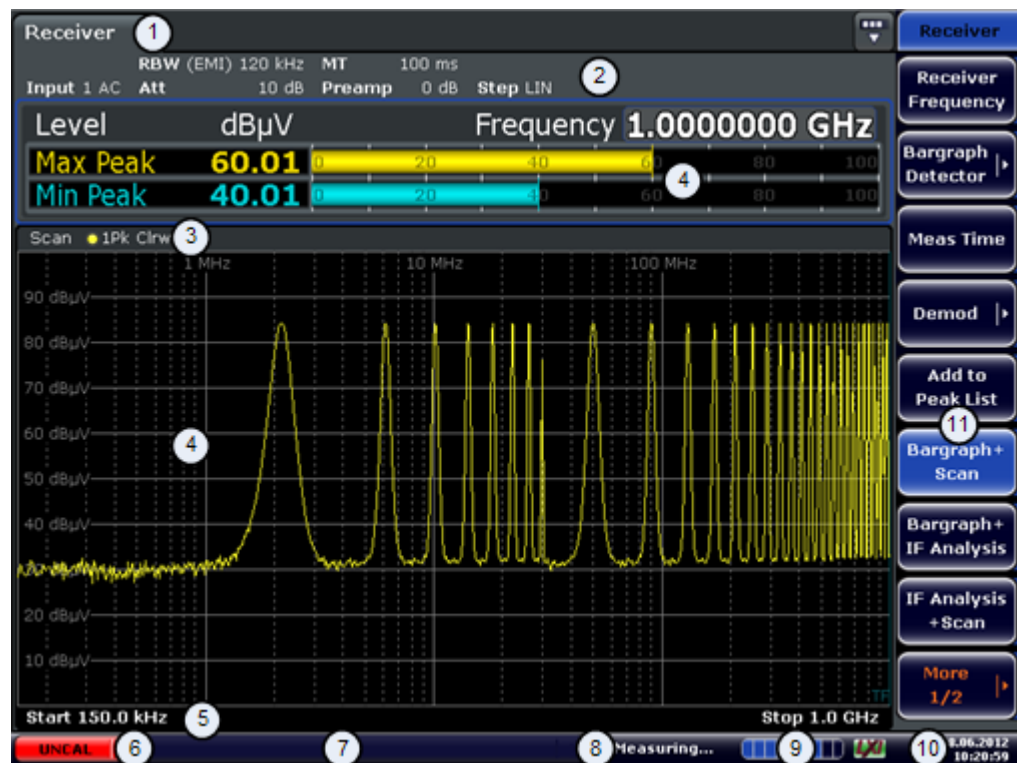 Receiver 1
RBW (EMI) 120 kHz MT 100 ms
Input 1 AC Att 10 dB Preamp 0 dB Step LIN 2
Level dBµV Frequency 1.0000000 GHz
Max Peak 60.01 0 20 40 60 80 100
4
Min Peak 40.01 0 20 40 60 80 100
Scan 1Pk Clrw 3
1 MHz 10 MHz 100 MHz
90 dBµV
80 dBµV
70 dBµV
60 dBµV
4
50 dBµV
40 dBµV
20 dBµV
10 dBµV
TF
Start 150.0 kHz 5 Stop 1.0 GHz
UNCAL 6 7 8 Measuring... 9 10 8.06.2012
10:20:59
Receiver
Receiver
Frequency
Bargraph
Detector
Meas Time
Demod
Add to
Peak List
11
Bargraph+
Scan
Bargraph+
IF Analysis
IF Analysis
+Scan
More
1/2